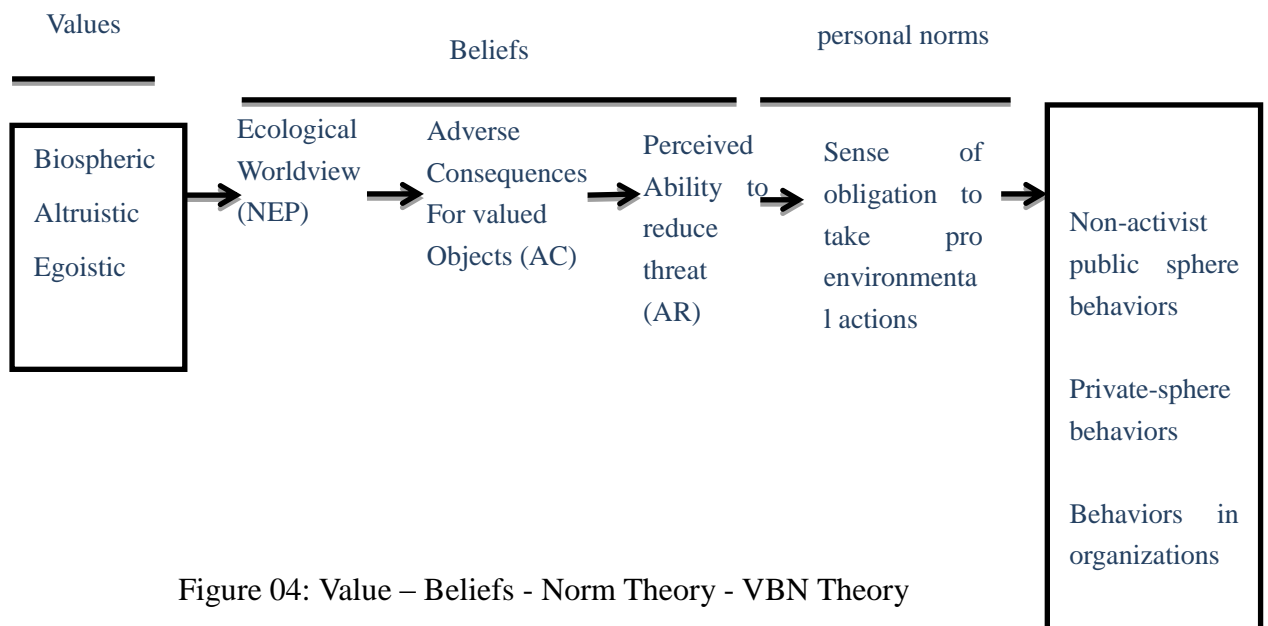 Values
Beliefs
personal norms
Biospheric
Altruistic
Egoistic
Ecological
Worldview
(NEP)
Adverse
Consequences
For valued
Objects (AC)
Perceived
Ability to
reduce
threat
(AR)
Sense of
obligation to
take pro
environmenta
l actions
Non-activist
public sphere
behaviors
Private-sphere
behaviors
Behaviors in
organizations
Figure 04: Value – Beliefs - Norm Theory - VBN Theory